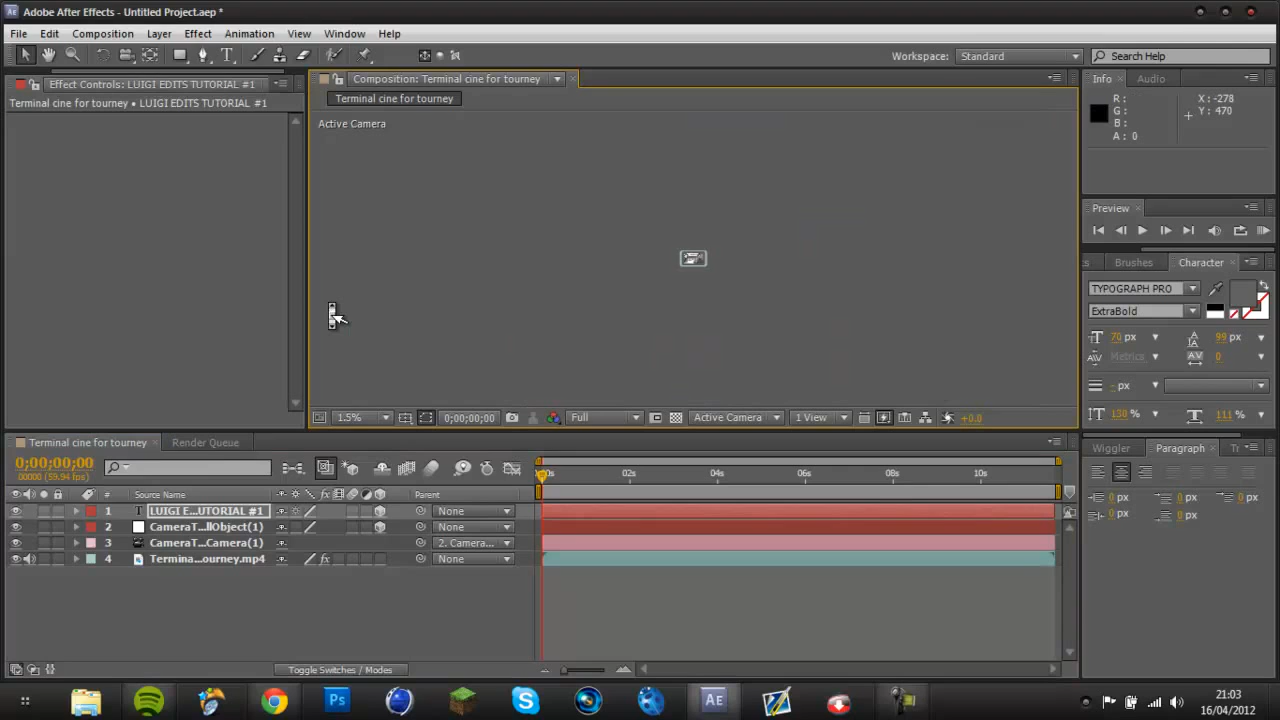 Adobe After Effects - Untitled Project.aep *
File Edit Composition Layer Effect Animation View Window Help
Workspace: Standard Search Help
Effect Controls: LUIGI EDITS TUTORIAL #1
Terminal cine for tourney • LUIGI EDITS TUTORIAL #1
Composition: Terminal cine for tourney
Terminal cine for tourney
Active Camera
1.5% 0;00;00;00 Full Active Camera 1 View +0.0
Info Audio
R: X: -278
G: Y: 470
B:
A: 0
Preview
Brushes Character
TYPOGRAPH PRO
ExtraBold
70 px 99 px
Metrics 0
- px
130 % 111 %
Wiggler Paragraph Tr
0 px 0 px 0 px
0 px 0 px
Terminal cine for tourney Render Queue
0;00;00;00
00000 (59.94 fps)
02s 04s 06s 08s 10s
# Source Name Parent
1 LUIGI E...UTORIAL #1 None
2 CameraT...llObject(1) None
3 CameraT...Camera(1) 2. Camera...
4 Termina...ourney.mp4 None
Toggle Switches / Modes
21:03
16/04/2012